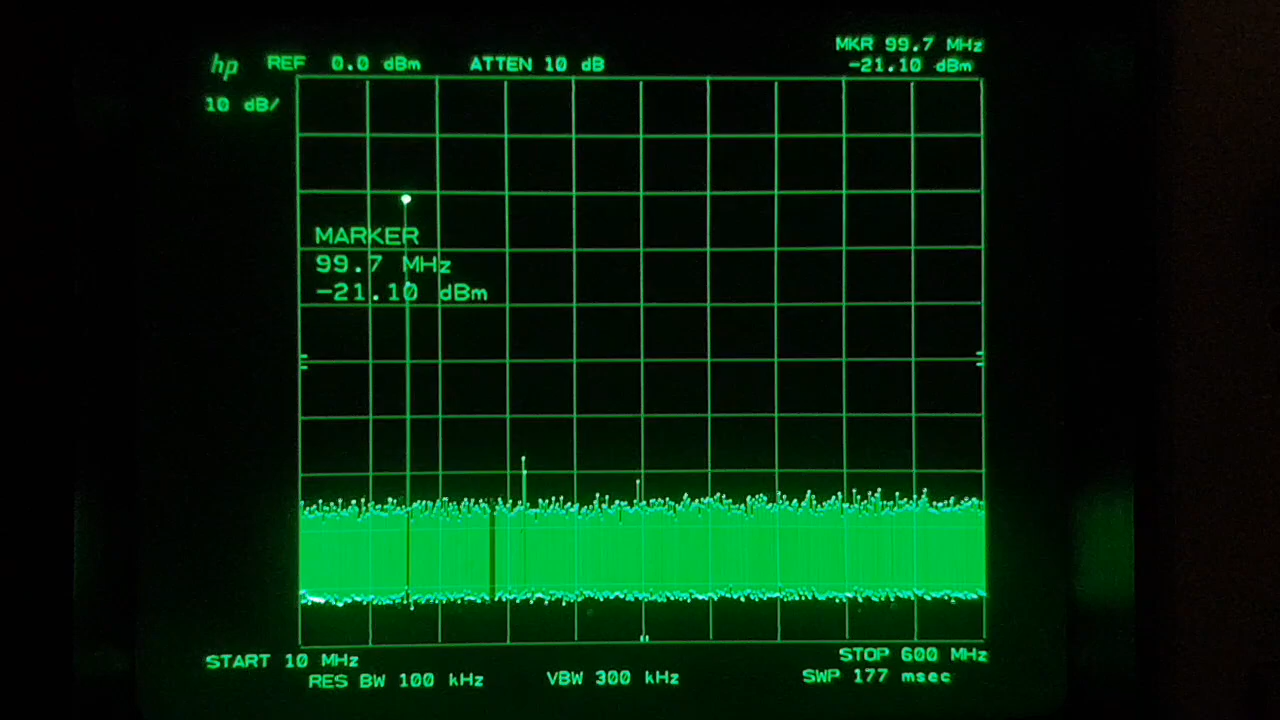 hp REF 0.0 dBm ATTEN 10 dB MKR 99.7 MHz
-21.10 dBm
10 dB/
MARKER
99.7 MHz
-21.10 dBm
START 10 MHz STOP 600 MHz
RES BW 100 kHz VBW 300 kHz SWP 177 msec